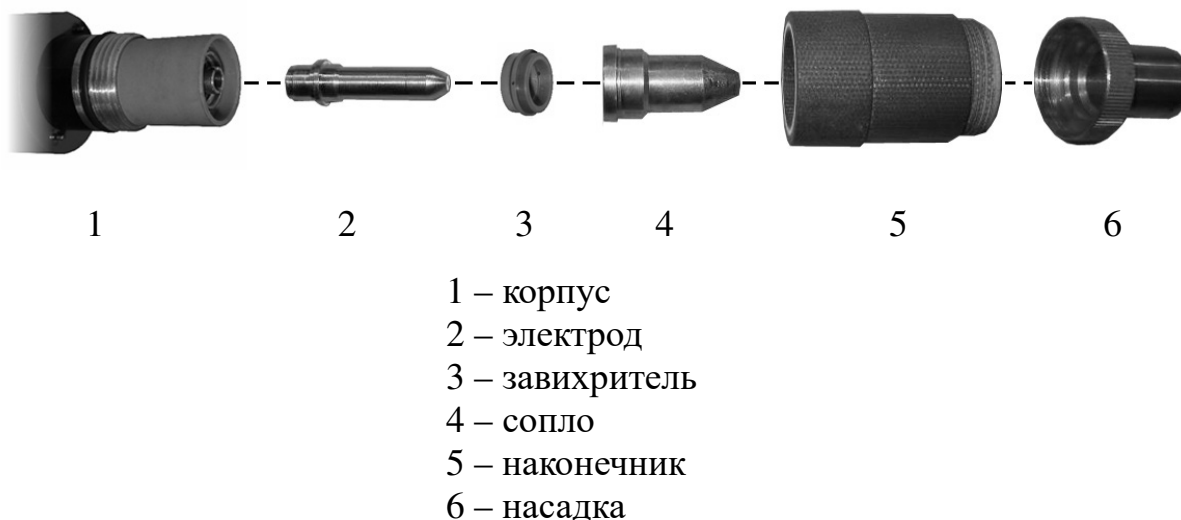 1 2 3 4 5 6
1 – корпус
2 – электрод
3 – завихритель
4 – сопло
5 – наконечник
6 – насадка